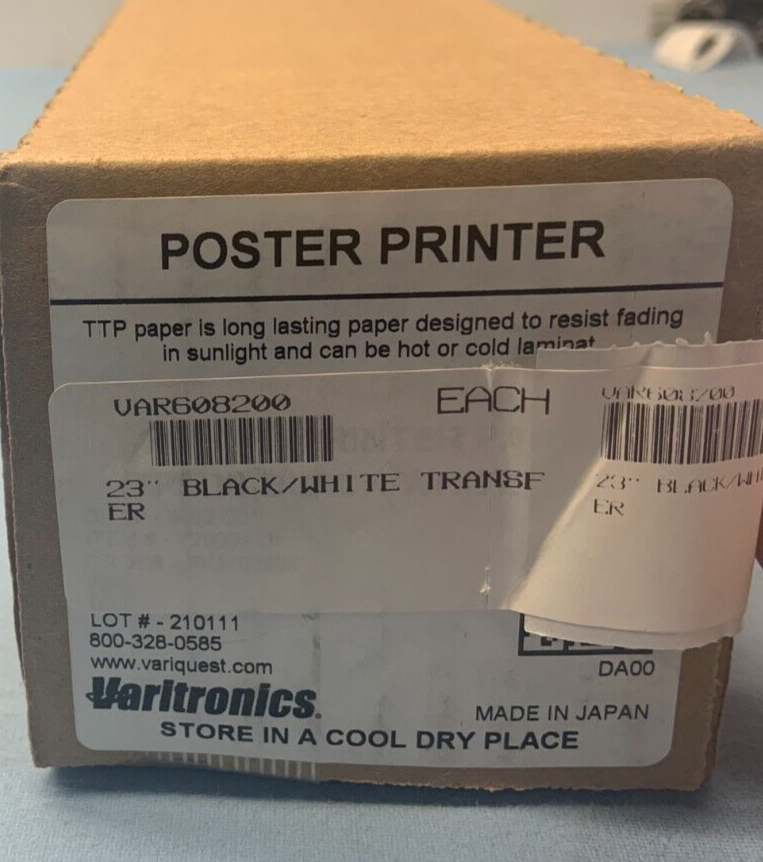 POSTER PRINTER
TTP paper is long lasting paper designed to resist fading
in sunlight and can be hot or cold laminat
VAR608200
EACH
VAR608200
23" BLACK/WHITE TRANSF
ER
23" BLACK/WHI
ER
LOT # - 210111
800-328-0585
www.variquest.com
DA00
Varitronics.
MADE IN JAPAN
STORE IN A COOL DRY PLACE